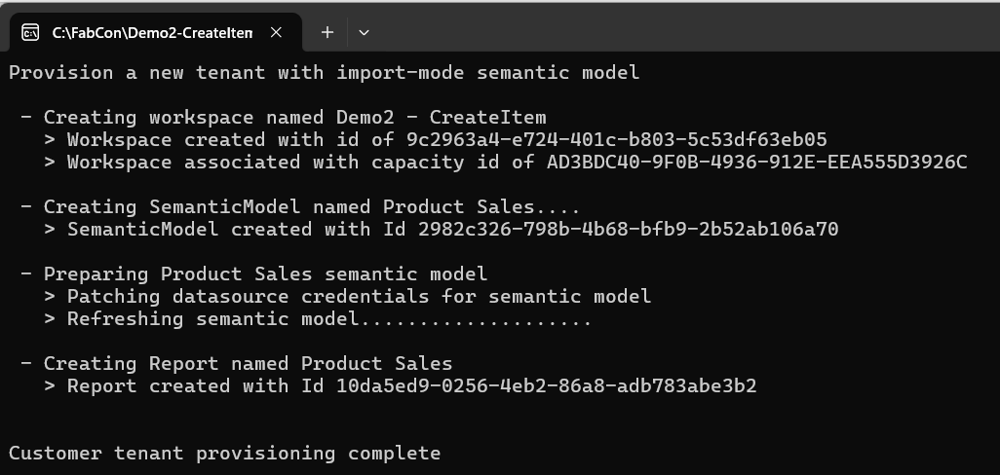 C:\FabCon\Demo2-CreateItem
Provision a new tenant with import-mode semantic model
- Creating workspace named Demo2 - CreateItem
> Workspace created with id of 9c2963a4-e724-401c-b803-5c53df63eb05
> Workspace associated with capacity id of AD3BDC40-9F0B-4936-912E-EEA555D3926C
- Creating SemanticModel named Product Sales....
> SemanticModel created with Id 2982c326-798b-4b68-bfb9-2b52ab106a70
- Preparing Product Sales semantic model
> Patching datasource credentials for semantic model
> Refreshing semantic model....................
- Creating Report named Product Sales
> Report created with Id 10da5ed9-0256-4eb2-86a8-adb783abe3b2
Customer tenant provisioning complete